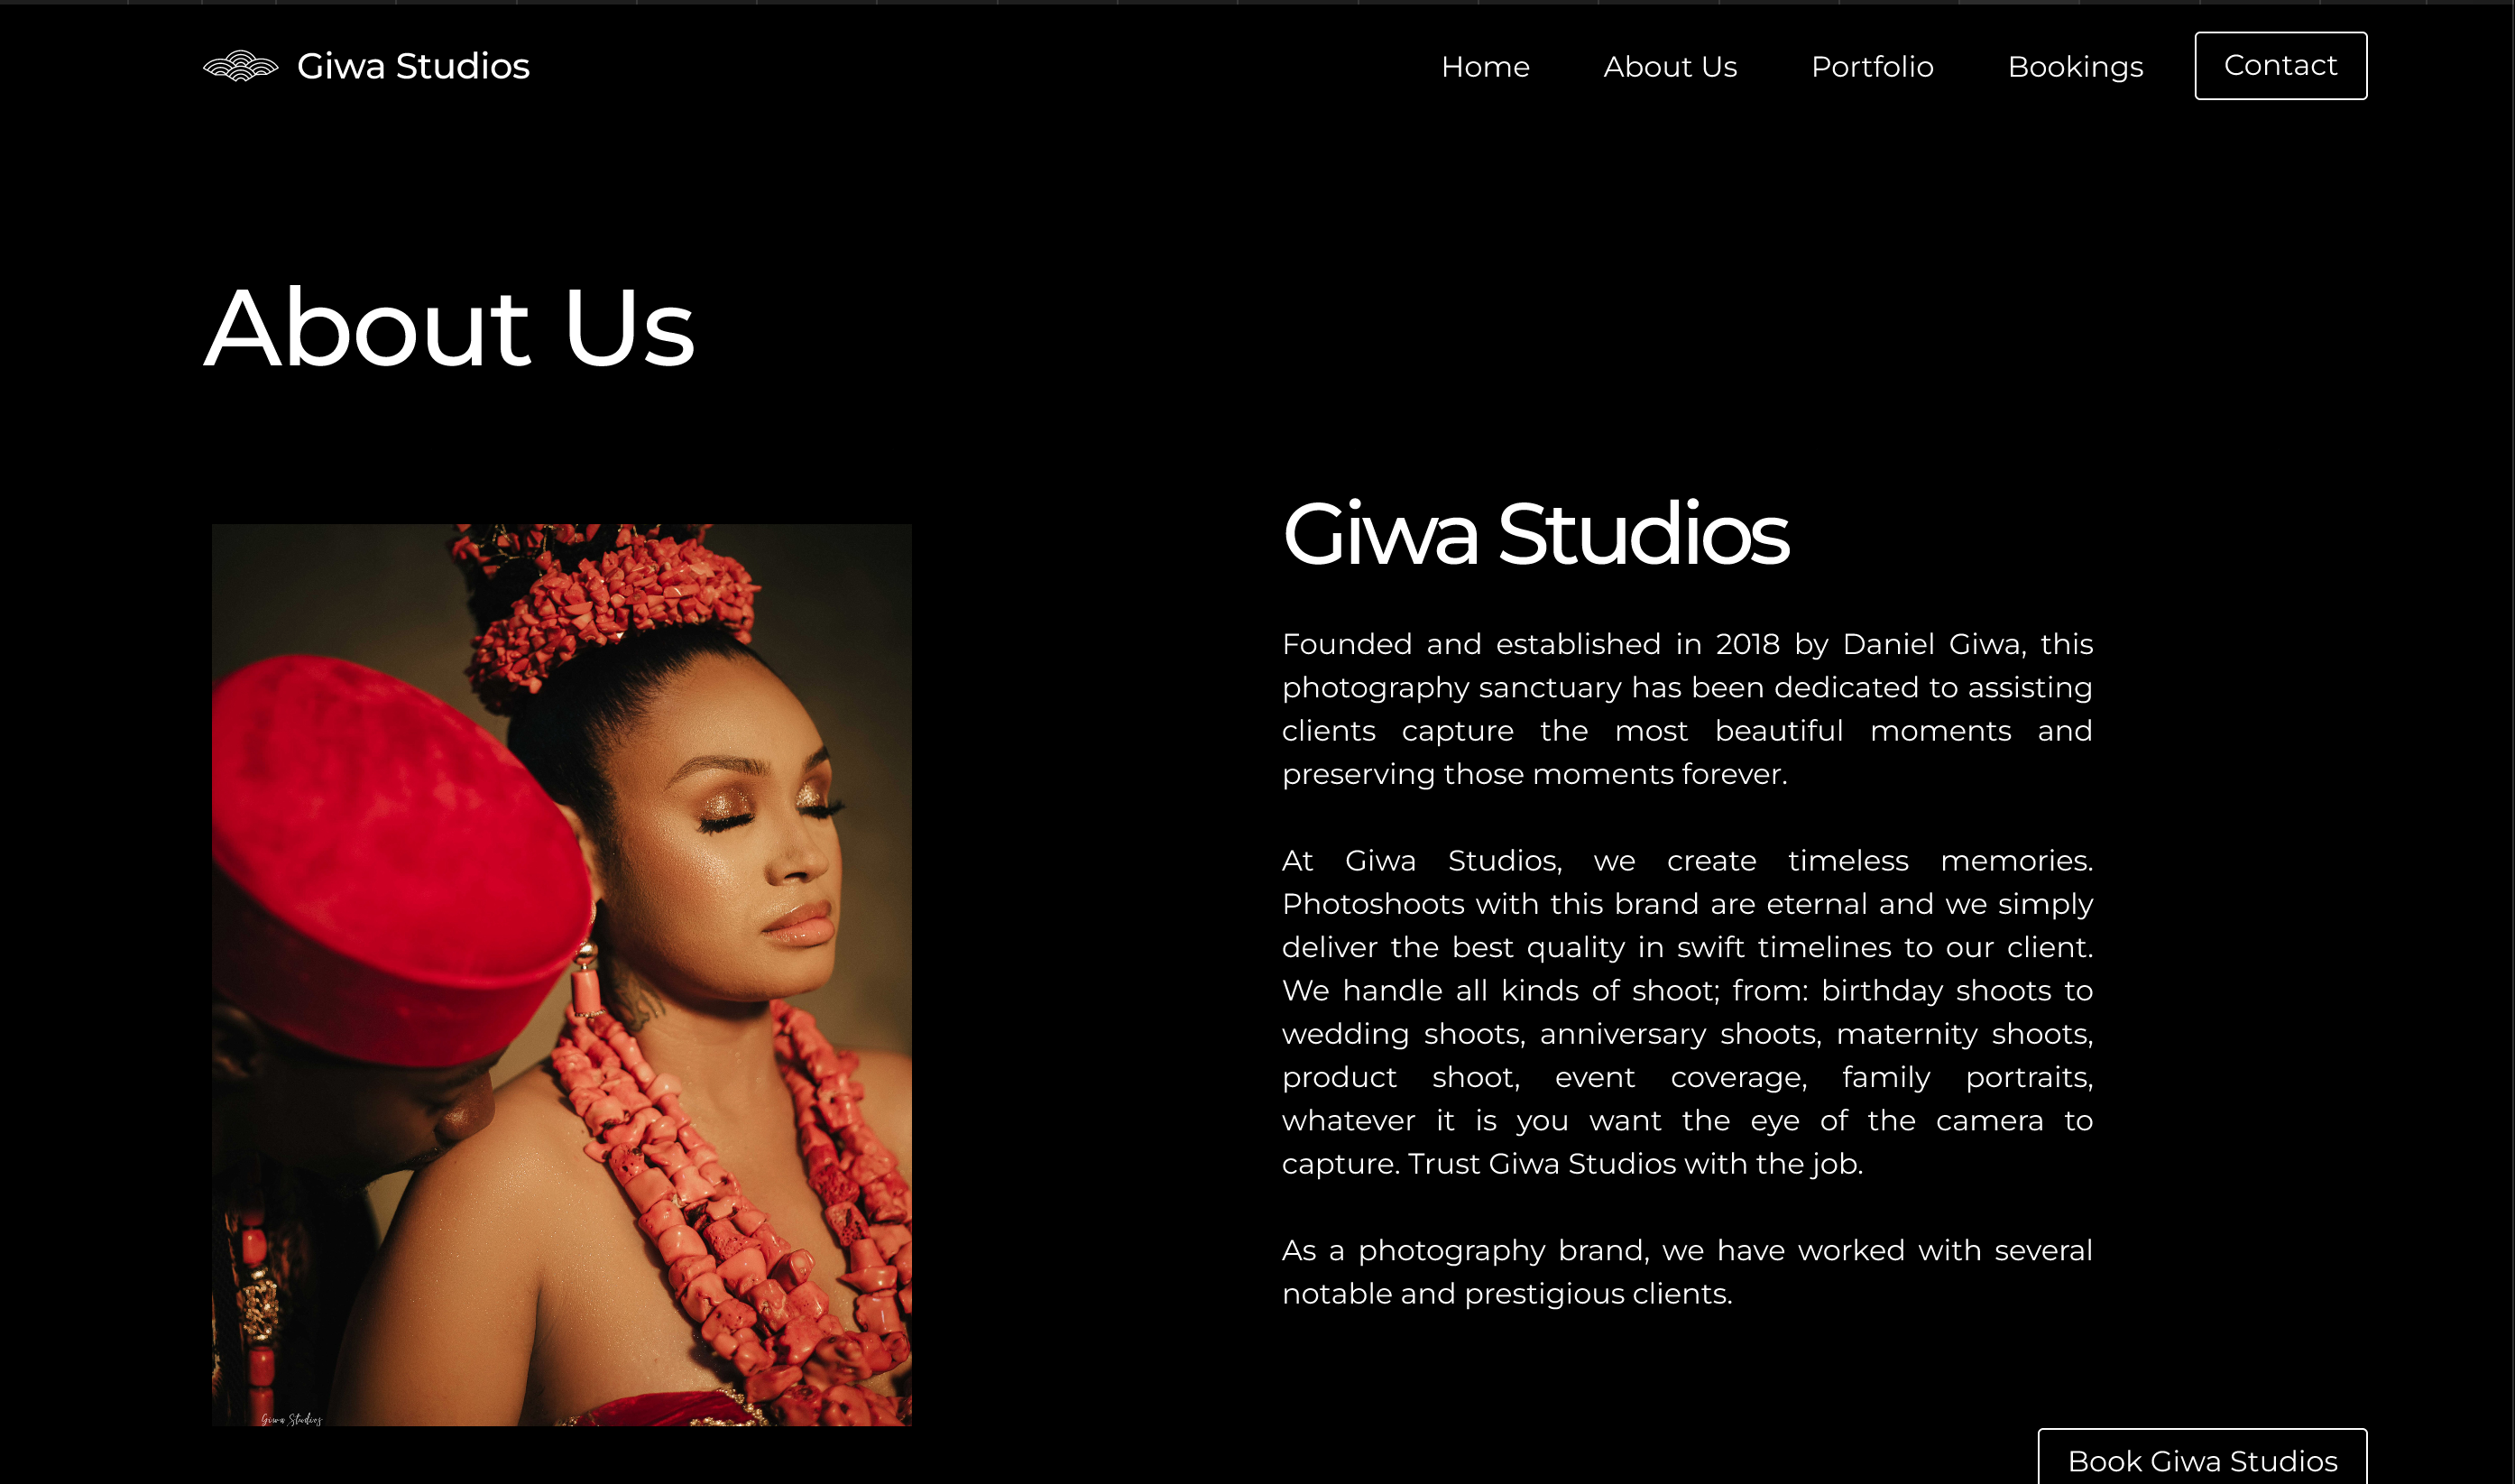 Giwa Studios
Home
About Us
Portfolio
Bookings
Contact
About Us
Giwa Studios
Founded and established in 2018 by Daniel Giwa, this
photography sanctuary has been dedicated to assisting
clients capture the most beautiful moments and
preserving those moments forever.
At Giwa Studios, we create timeless memories.
Photoshoots with this brand are eternal and we simply
deliver the best quality in swift timelines to our client.
We handle all kinds of shoot; from: birthday shoots to
wedding shoots, anniversary shoots, maternity shoots,
product shoot, event coverage, family portraits,
whatever it is you want the eye of the camera to
capture. Trust Giwa Studios with the job.
As a photography brand, we have worked with several
notable and prestigious clients.
Giwa Studios
Book Giwa Studios